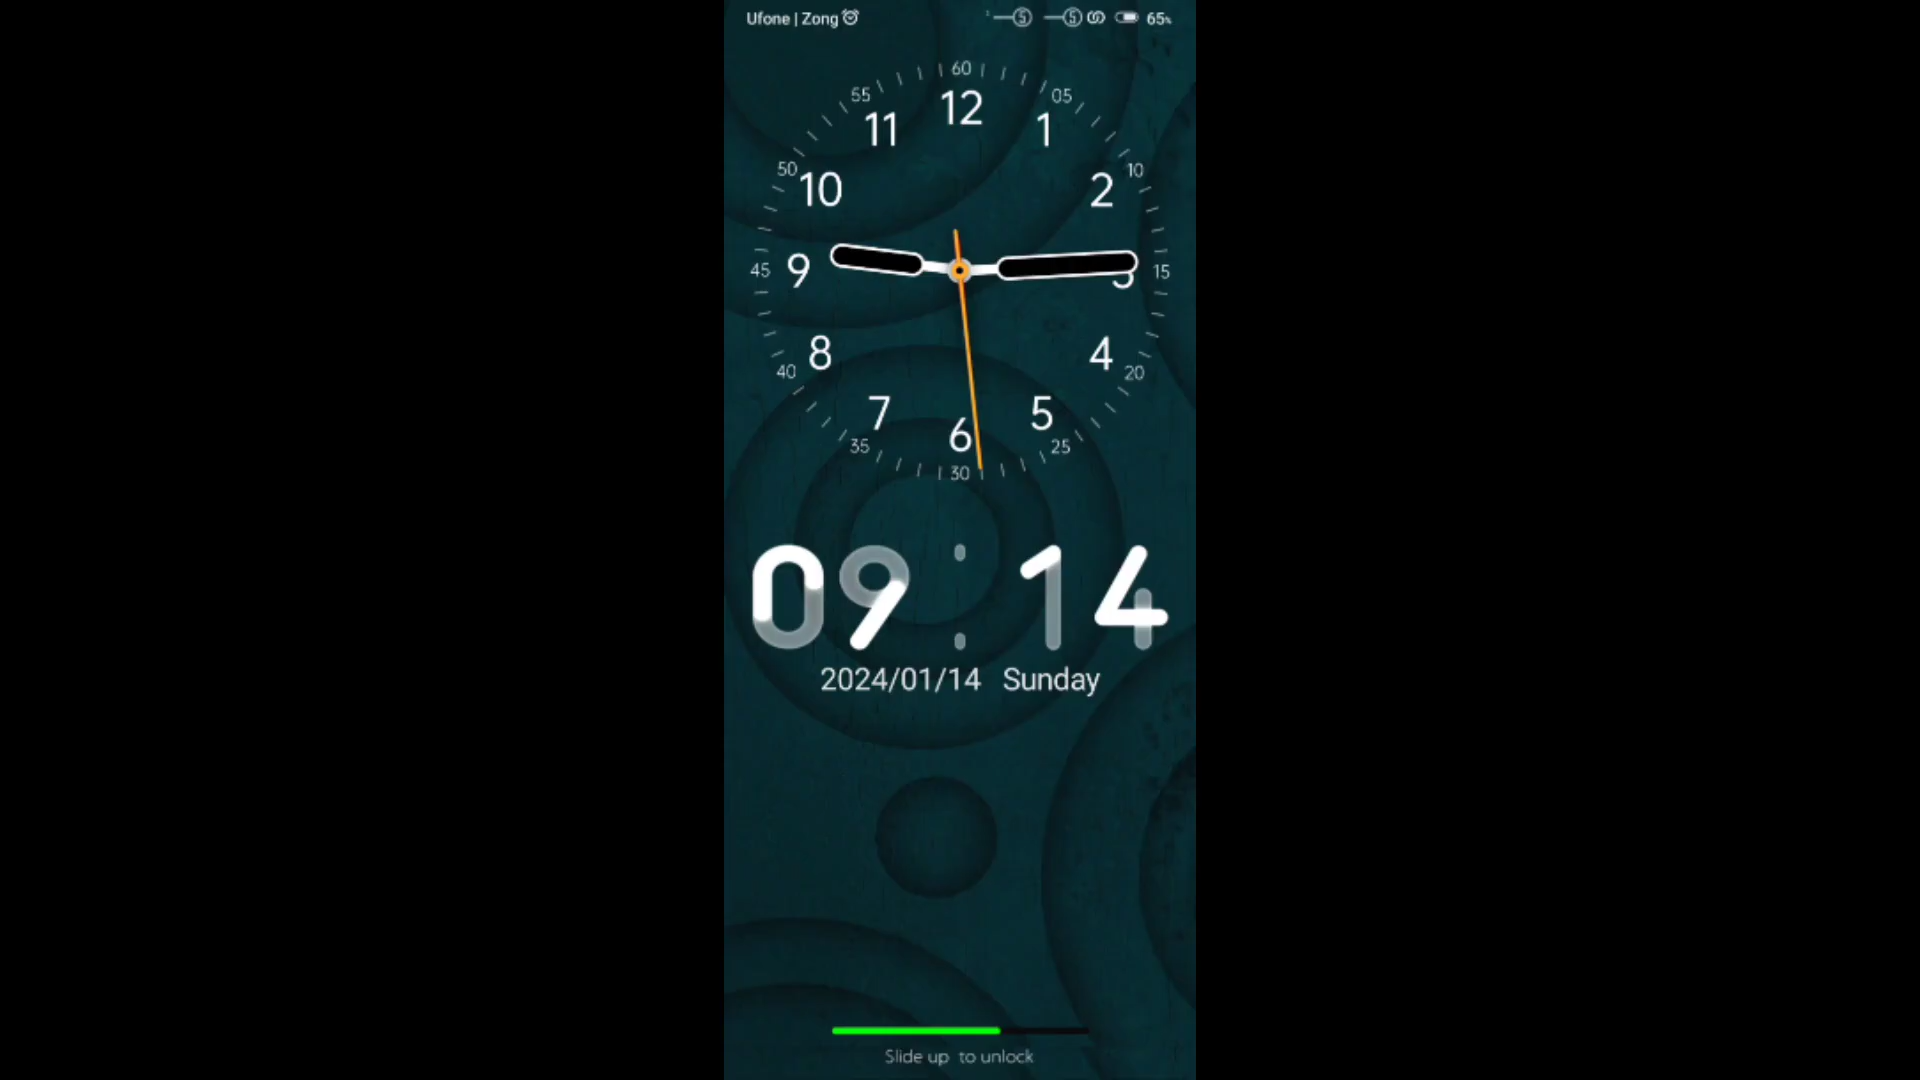 Ufone | Zong
65%
60
55 05
12
11 1
50 10
10 2
45 9 3 15
8 4
40 20
7 5
6
35 25
30
09 : 14
2024/01/14 Sunday
Slide up to unlock